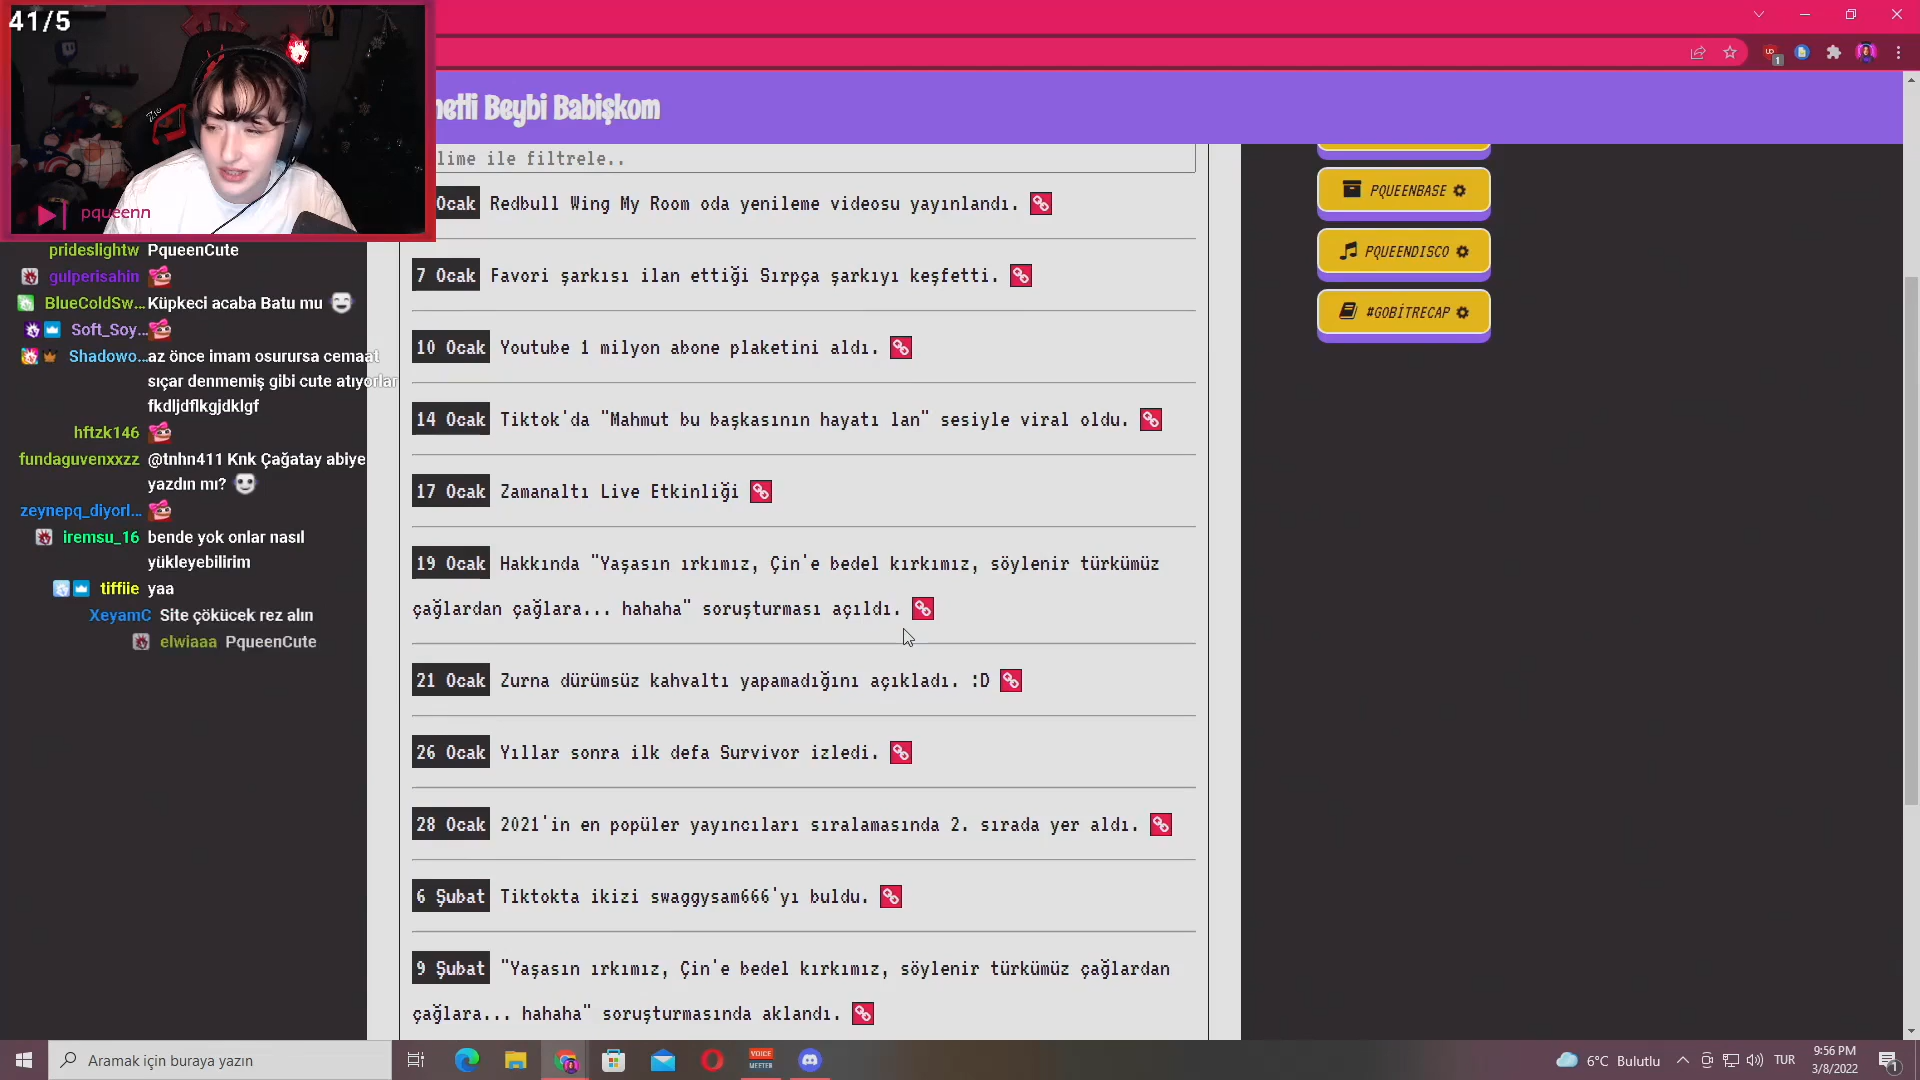 41/5
pqueenn
netli Beybi Babişkom
lime ile filtrele..
Ocak Redbull Wing My Room oda yenileme videosu yayınlandı.
7 Ocak Favori şarkısı ilan ettiği Sırpça şarkıyı keşfetti.
10 Ocak Youtube 1 milyon abone plaketini aldı.
14 Ocak Tiktok'da "Mahmut bu başkasının hayatı lan" sesiyle viral oldu.
17 Ocak Zamanaltı Live Etkinliği
19 Ocak Hakkında "Yaşasın ırkımız, Çin'e bedel kırkımız, söylenir türkümüz
çağlardan çağlara... hahaha" soruşturması açıldı.
21 Ocak Zurna dürümsüz kahvaltı yapamadığını açıkladı. :D
26 Ocak Yıllar sonra ilk defa Survivor izledi.
28 Ocak 2021'in en popüler yayıncıları sıralamasında 2. sırada yer aldı.
6 Şubat Tiktokta ikizi swaggysam666'yı buldu.
9 Şubat "Yaşasın ırkımız, Çin'e bedel kırkımız, söylenir türkümüz çağlardan
çağlara... hahaha" soruşturmasında aklandı.
PQUEENBASE
PQUEENDISCO
#GOBİTRECAP
prideslightw PqueenCute
gulperisahin
BlueColdSw... Küpkeci acaba Batu mu
Soft_Soy...
Shadowo... az önce imam osurursa cemaat
sıçar denmemiş gibi cute atıyorlar
fkdljdflkgjdklgf
hftzk146
fundaguvenxxzz @tnhn411 Knk Çağatay abiye
yazdın mı?
zeynepq_diyorl...
iremsu_16 bende yok onlar nasıl
yükleyebilirim
tiffiie yaa
XeyamC Site çökücek rez alın
elwiaaa PqueenCute
Aramak için buraya yazın
VOICE
MEETER
6°C Bulutlu
TUR
9:56 PM
3/8/2022
1